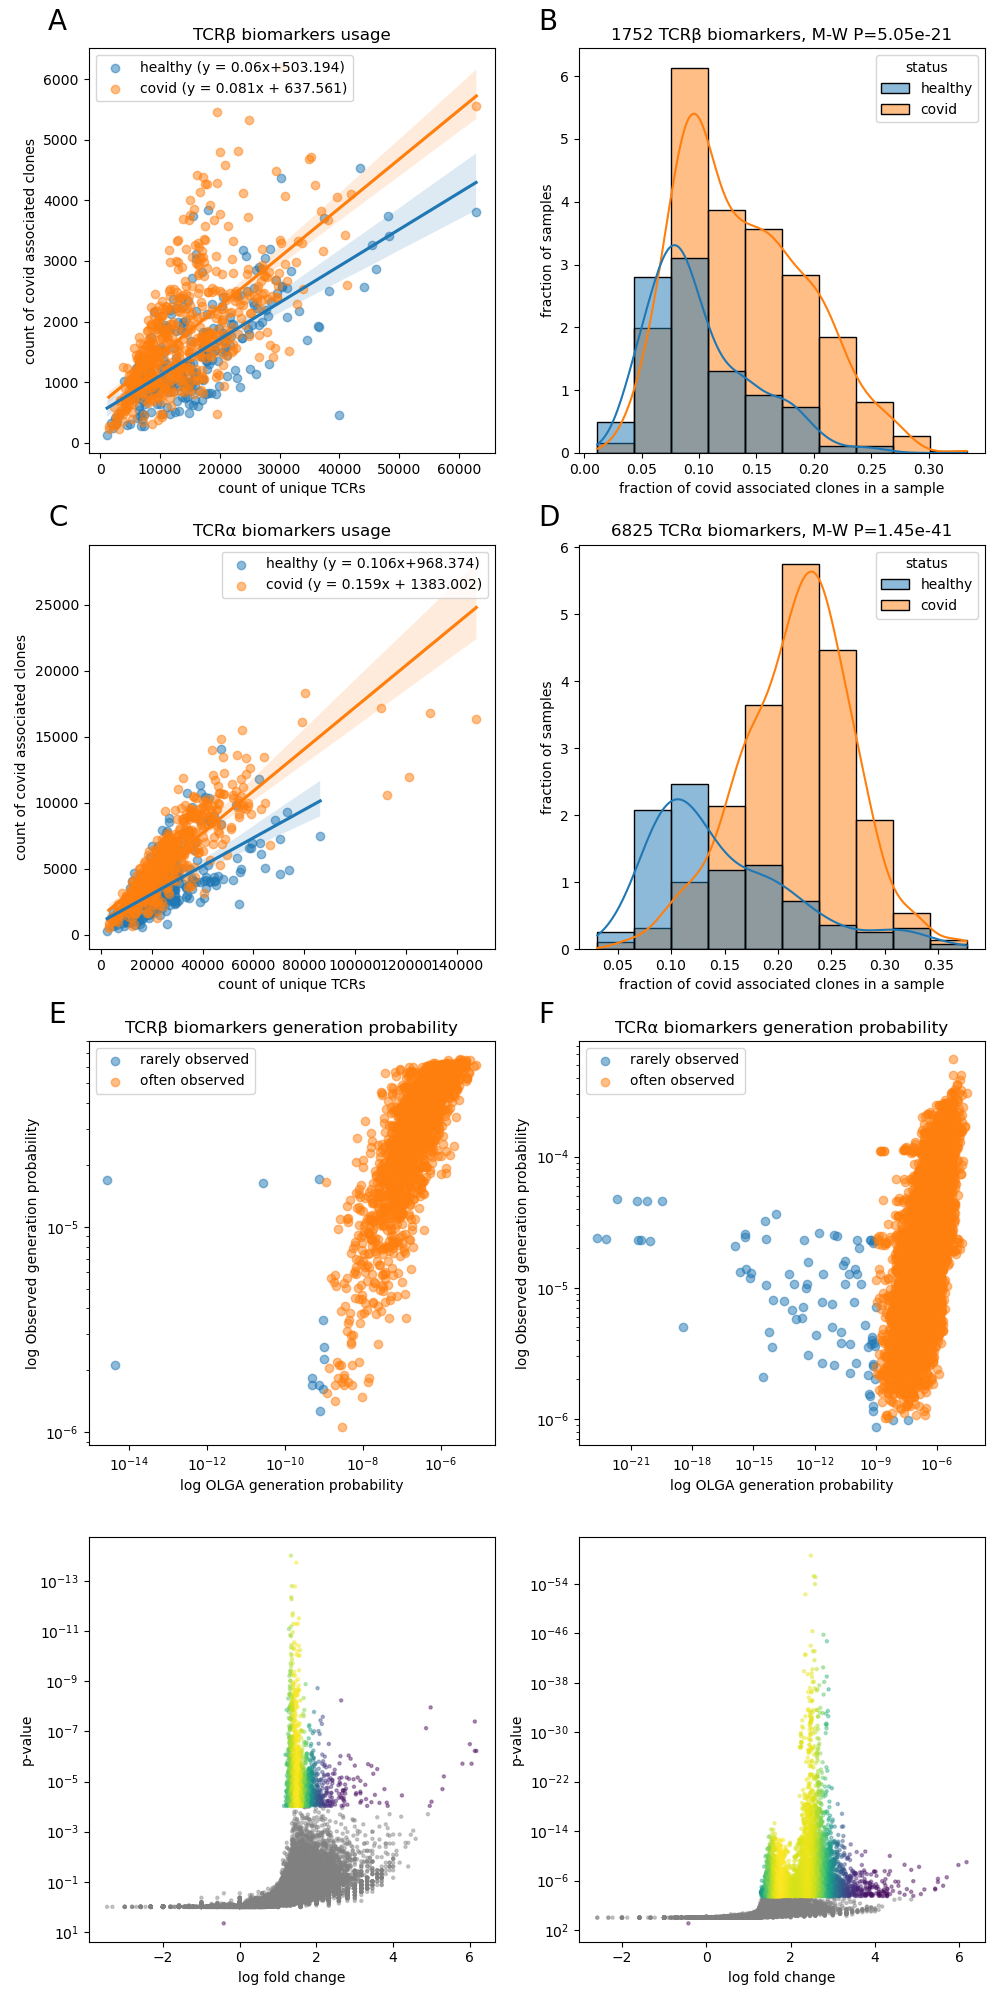 A
TCRβ biomarkers usage
healthy (y = 0.06x+503.194)
covid (y = 0.081x + 637.561)
count of covid associated clones
6000
5000
4000
3000
2000
1000
0
0 10000 20000 30000 40000 50000 60000
count of unique TCRs
B
1752 TCRβ biomarkers, M-W P=5.05e-21
status
healthy
covid
fraction of samples
6
5
4
3
2
1
0
0.00 0.05 0.10 0.15 0.20 0.25 0.30
fraction of covid associated clones in a sample
C
TCRα biomarkers usage
healthy (y = 0.106x+968.374)
covid (y = 0.159x + 1383.002)
count of covid associated clones
25000
20000
15000
10000
5000
0
0 20000 40000 60000 80000 100000 120000 140000
count of unique TCRs
D
6825 TCRα biomarkers, M-W P=1.45e-41
status
healthy
covid
fraction of samples
6
5
4
3
2
1
0
0.05 0.10 0.15 0.20 0.25 0.30 0.35
fraction of covid associated clones in a sample
E
TCRβ biomarkers generation probability
rarely observed
often observed
log Observed generation probability
10⁻⁵
10⁻⁶
10⁻¹⁴ 10⁻¹² 10⁻¹⁰ 10⁻⁸ 10⁻⁶
log OLGA generation probability
F
TCRα biomarkers generation probability
rarely observed
often observed
log Observed generation probability
10⁻⁴
10⁻⁵
10⁻⁶
10⁻²¹ 10⁻¹⁸ 10⁻¹⁵ 10⁻¹² 10⁻⁹ 10⁻⁶
log OLGA generation probability
p-value
10⁻¹³
10⁻¹¹
10⁻⁹
10⁻⁷
10⁻⁵
10⁻³
10⁻¹
10¹
−2 0 2 4 6
log fold change
p-value
10⁻⁵⁴
10⁻⁴⁶
10⁻³⁸
10⁻³⁰
10⁻²²
10⁻¹⁴
10⁻⁶
10²
−2 0 2 4 6
log fold change